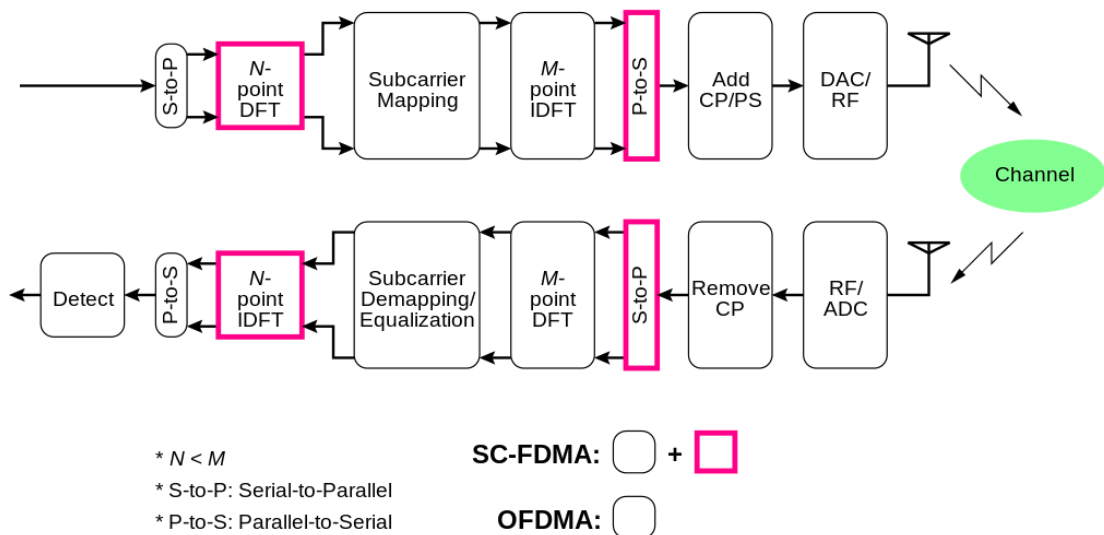 S-to-P
N-
point
DFT
Subcarrier
Mapping
M-
point
IDFT
P-to-S
Add
CP/PS
DAC/
RF
Channel
Detect
P-to-S
N-
point
IDFT
Subcarrier
Demapping/
Equalization
M-
point
DFT
S-to-P
Remove
CP
RF/
ADC
* N < M
* S-to-P: Serial-to-Parallel
* P-to-S: Parallel-to-Serial
SC-FDMA: +
OFDMA: